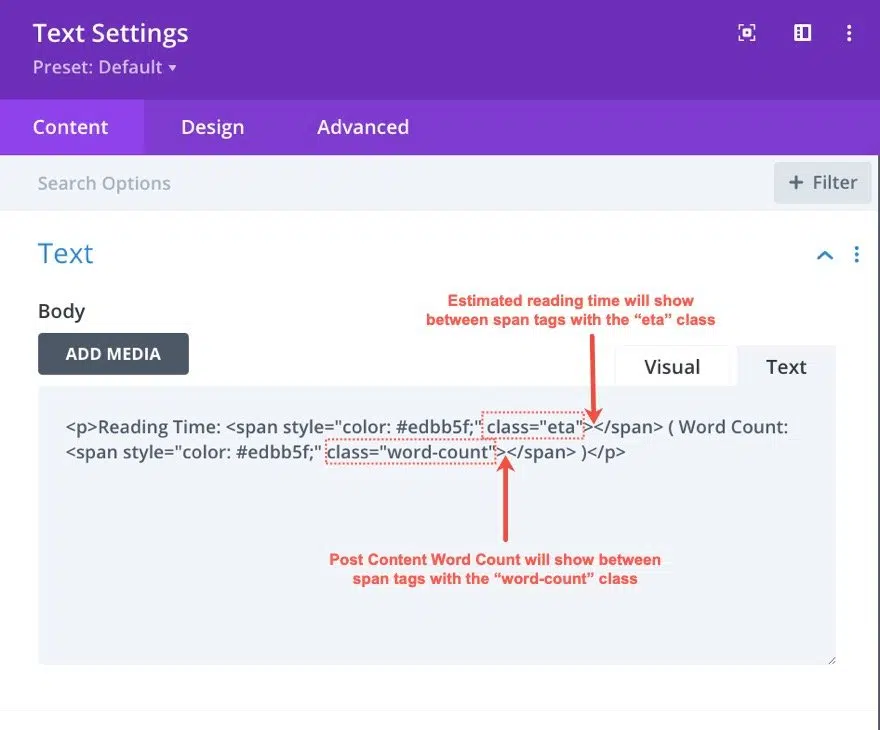 Text Settings
Preset: Default
Content Design Advanced
Search Options
+ Filter
Text
Estimated reading time will show
between span tags with the “eta” class
Body
ADD MEDIA
Visual Text
<p>Reading Time: <span style="color: #edbb5f;" class="eta"></span> ( Word Count:
<span style="color: #edbb5f;" class="word-count"></span> )</p>
Post Content Word Count will show between
span tags with the “word-count” class